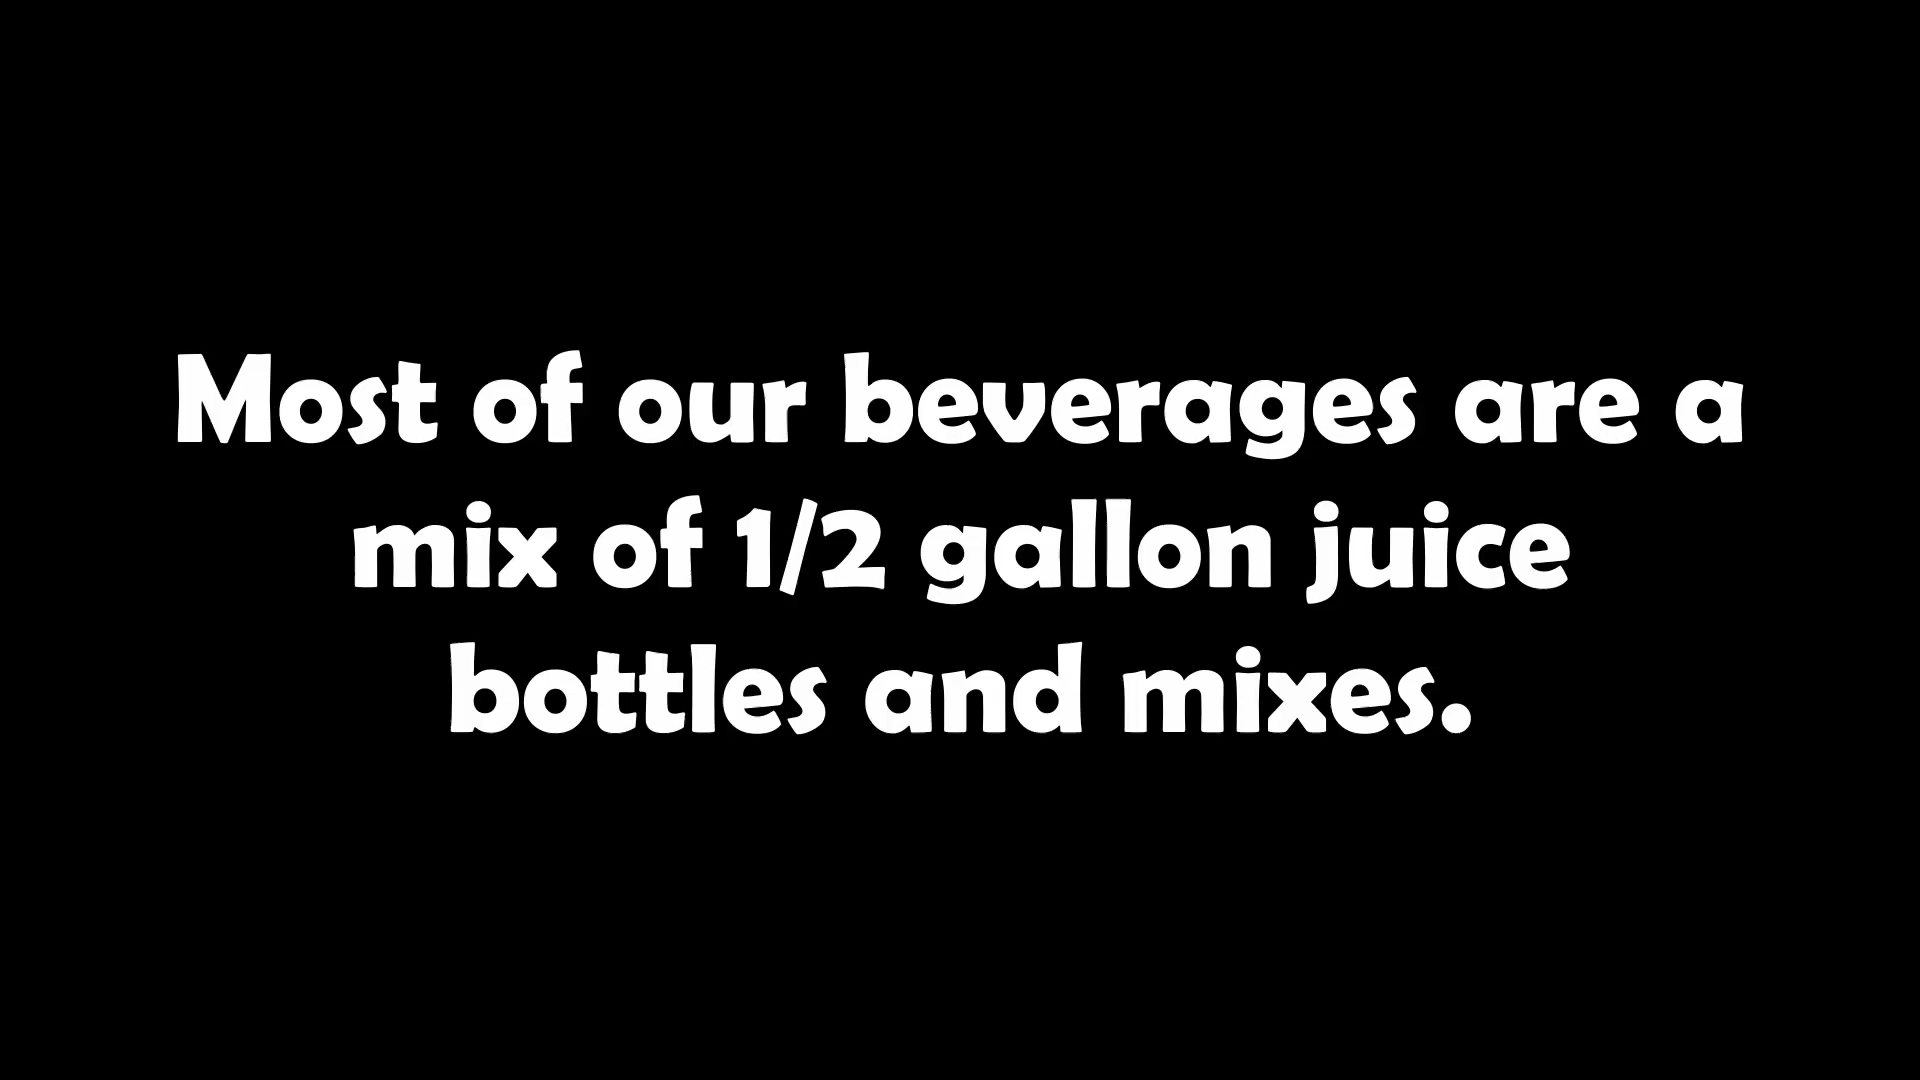 Most of our beverages are a
mix of 1/2 gallon juice
bottles and mixes.